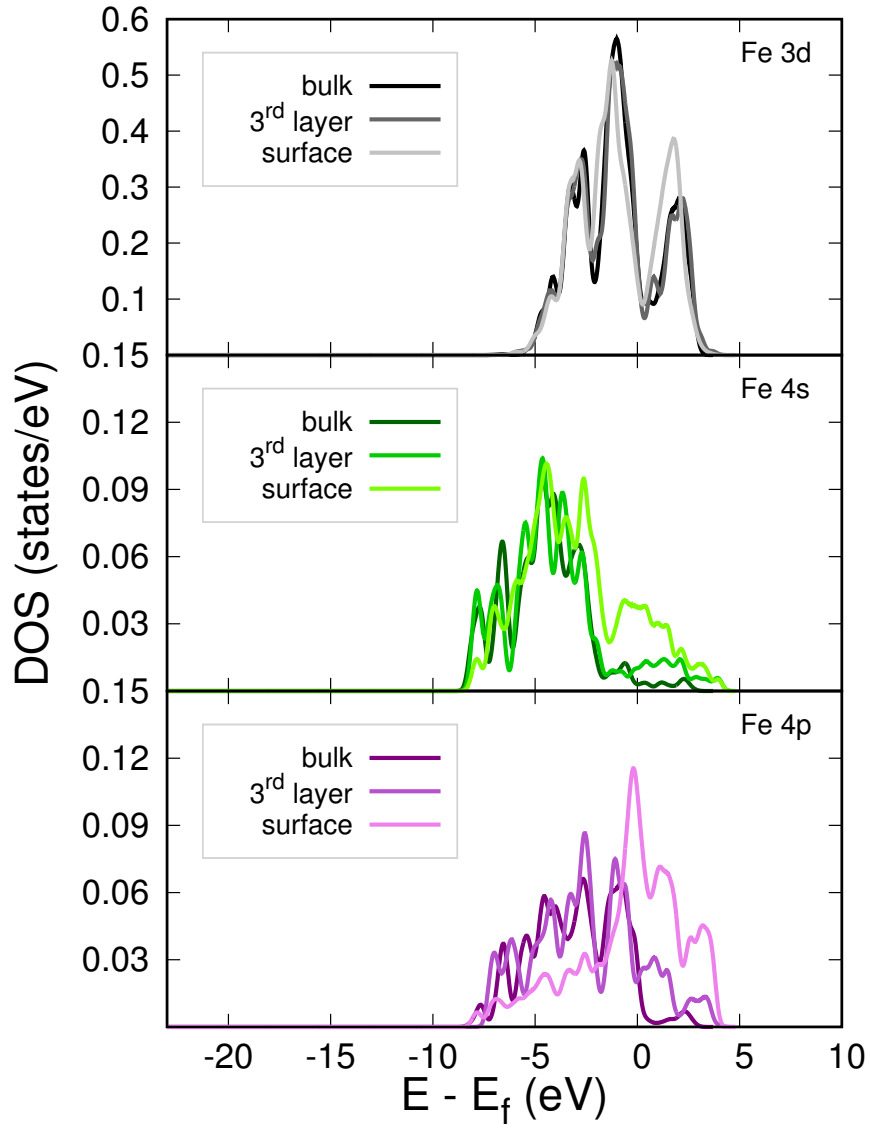 0.6
Fe 3d
bulk
3rd layer
surface
0.5
0.4
0.3
0.2
0.1
0.15
Fe 4s
bulk
3rd layer
surface
0.12
0.09
0.06
0.03
0.15
Fe 4p
bulk
3rd layer
surface
0.12
0.09
0.06
0.03
DOS (states/eV)
-20 -15 -10 -5 0 5 10
E - Ef (eV)